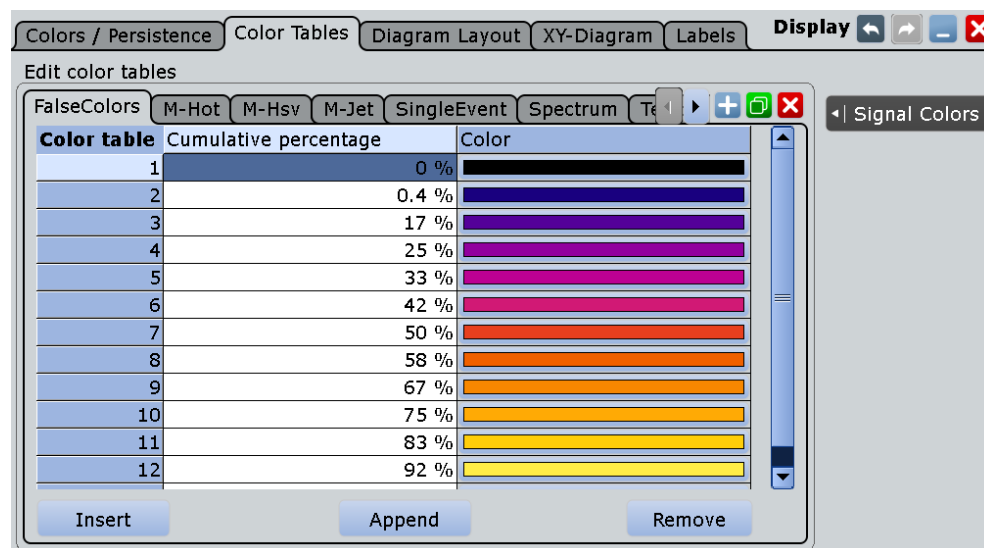 Colors / Persistence Color Tables Diagram Layout XY-Diagram Labels Display
Edit color tables
FalseColors M-Hot M-Hsv M-Jet SingleEvent Spectrum
Signal Colors
Color table Cumulative percentage Color
1 0 %
2 0.4 %
3 17 %
4 25 %
5 33 %
6 42 %
7 50 %
8 58 %
9 67 %
10 75 %
11 83 %
12 92 %
Insert Append Remove